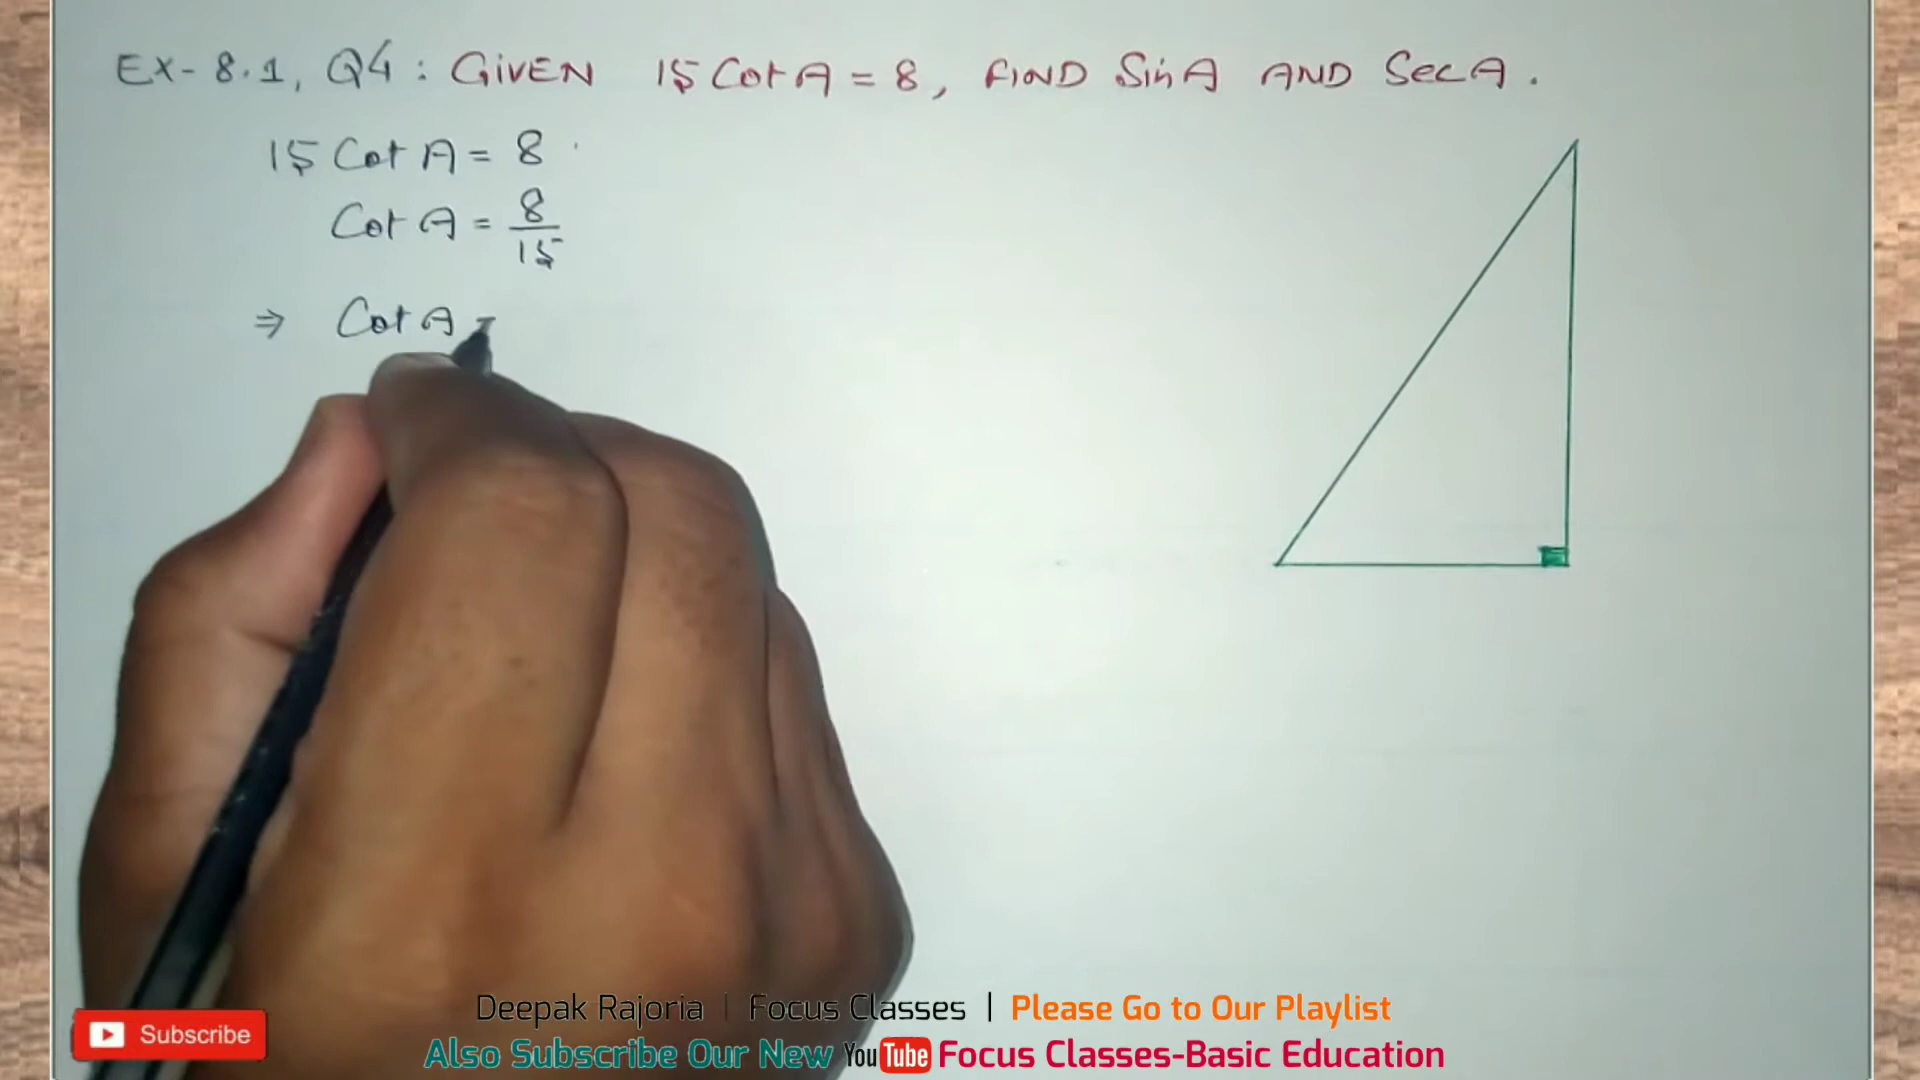 Ex-8.1, Q4: GIVEN 15 Cot A = 8, FIND Sin A AND Sec A.
15 Cot A = 8
Cot A = 8/15
⇒ Cot A =
Deepak Rajoria | Focus Classes | Please Go to Our Playlist
Subscribe
Also Subscribe Our New YouTube Focus Classes-Basic Education